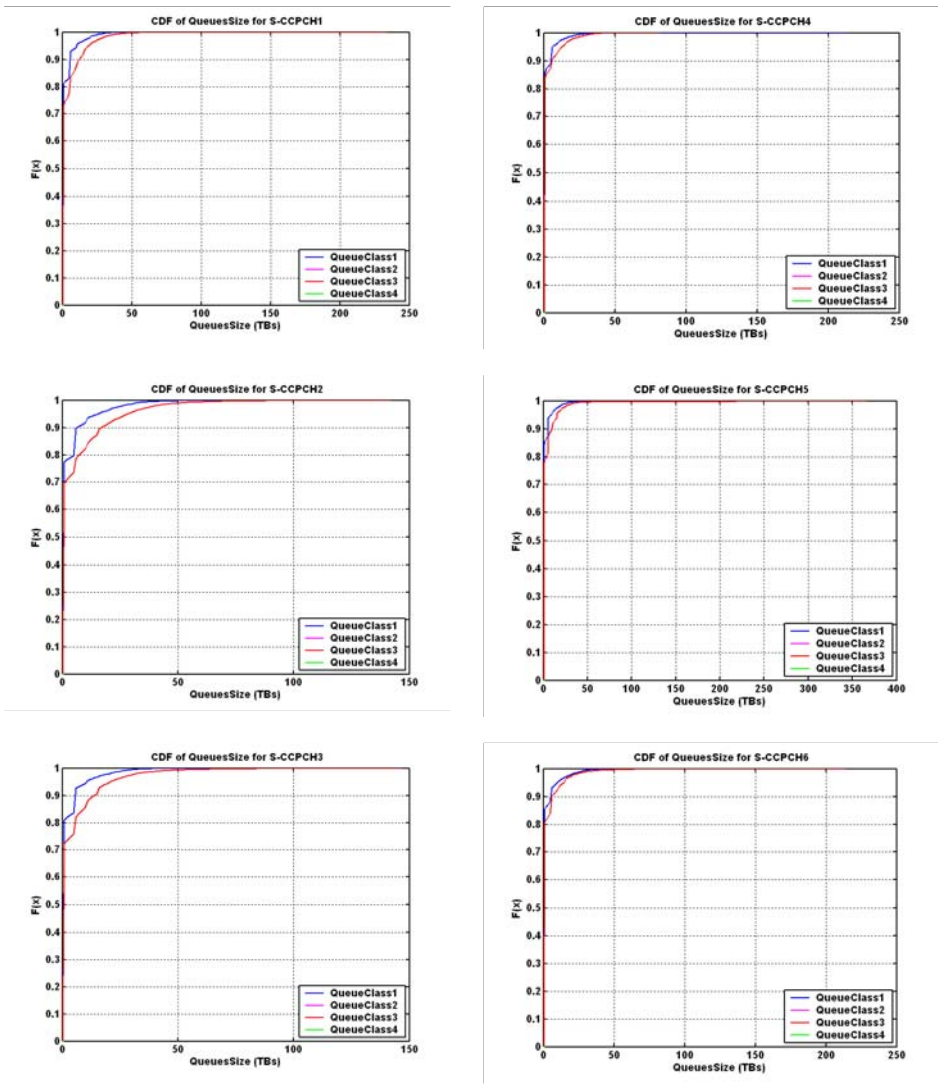 CDF of QueuesSize for S-CCPCH1
1
0.9
0.8
0.7
0.6
0.5
0.4
0.3
0.2
0.1
0
F(x)
QueueClass1
QueueClass2
QueueClass3
QueueClass4
0 50 100 150 200 250
QueuesSize (TBs)
CDF of QueuesSize for S-CCPCH4
1
0.9
0.8
0.7
0.6
0.5
0.4
0.3
0.2
0.1
0
F(x)
QueueClass1
QueueClass2
QueueClass3
QueueClass4
0 50 100 150 200 250
QueuesSize (TBs)
CDF of QueuesSize for S-CCPCH2
1
0.9
0.8
0.7
0.6
0.5
0.4
0.3
0.2
0.1
0
F(x)
QueueClass1
QueueClass2
QueueClass3
QueueClass4
0 50 100 150
QueuesSize (TBs)
CDF of QueuesSize for S-CCPCH5
1
0.9
0.8
0.7
0.6
0.5
0.4
0.3
0.2
0.1
0
F(x)
QueueClass1
QueueClass2
QueueClass3
QueueClass4
0 50 100 150 200 250 300 350 400
QueuesSize (TBs)
CDF of QueuesSize for S-CCPCH3
1
0.9
0.8
0.7
0.6
0.5
0.4
0.3
0.2
0.1
0
F(x)
QueueClass1
QueueClass2
QueueClass3
QueueClass4
0 50 100 150
QueuesSize (TBs)
CDF of QueuesSize for S-CCPCH6
1
0.9
0.8
0.7
0.6
0.5
0.4
0.3
0.2
0.1
0
F(x)
QueueClass1
QueueClass2
QueueClass3
QueueClass4
0 50 100 150 200 250
QueuesSize (TBs)